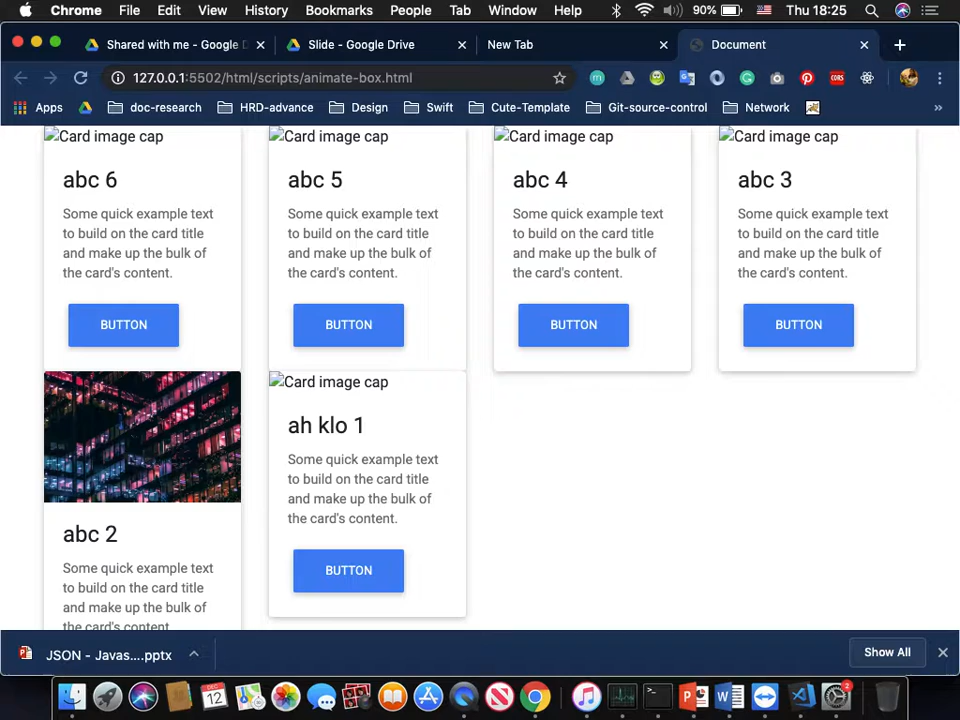 Chrome File Edit View History Bookmarks People Tab Window Help 90% Thu 18:25
Shared with me - Google D Slide - Google Drive New Tab Document
127.0.0.1:5502/html/scripts/animate-box.html
Apps doc-research HRD-advance Design Swift Cute-Template Git-source-control Network »
Card image cap Card image cap Card image cap Card image cap
abc 6 abc 5 abc 4 abc 3
Some quick example text Some quick example text Some quick example text Some quick example text
to build on the card title to build on the card title to build on the card title to build on the card title
and make up the bulk of and make up the bulk of and make up the bulk of and make up the bulk of
the card's content. the card's content. the card's content. the card's content.
BUTTON BUTTON BUTTON BUTTON
Card image cap
ah klo 1
Some quick example text
to build on the card title
and make up the bulk of
the card's content.
BUTTON
abc 2
Some quick example text
to build on the card title
and make up the bulk of
the card's content.
JSON - Javas....pptx Show All
DEC
12
2